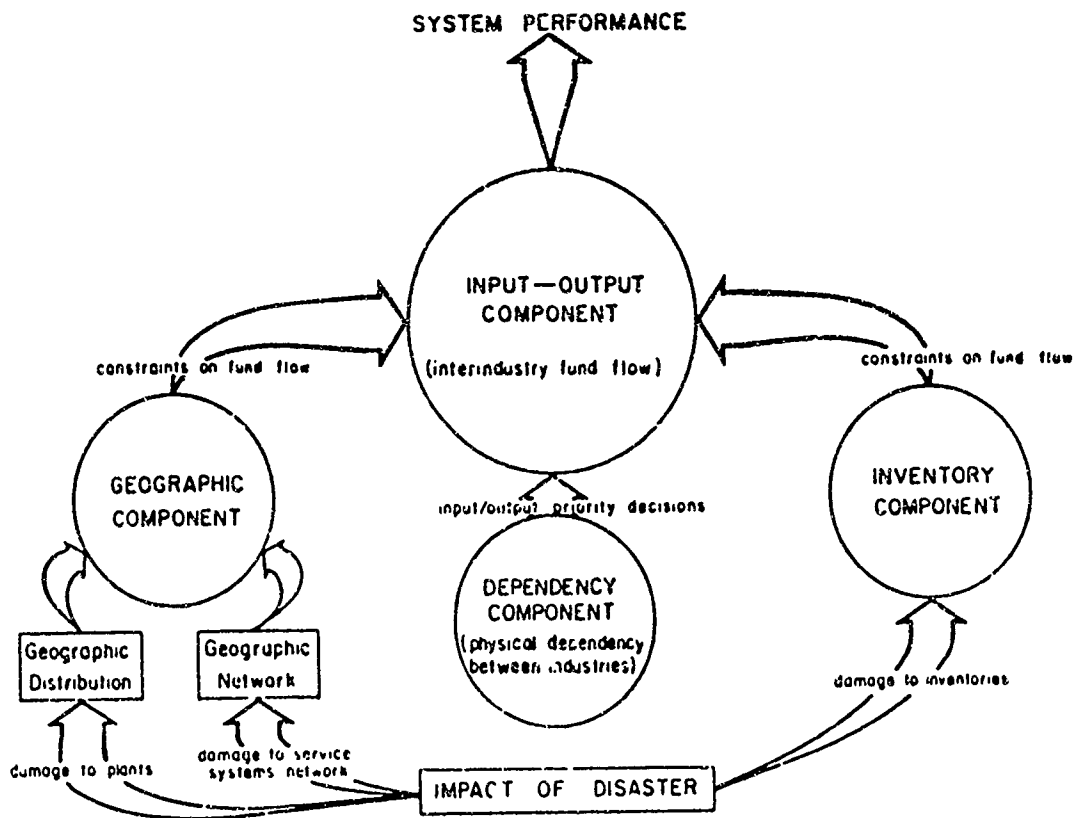 SYSTEM PERFORMANCE
INPUT—OUTPUT
COMPONENT
(interindustry fund flow)
constraints on fund flow
constraints on fund flow
GEOGRAPHIC
COMPONENT
INVENTORY
COMPONENT
input/output priority decisions
DEPENDENCY
COMPONENT
(physical dependency
between industries)
Geographic
Distribution
Geographic
Network
damage to inventories
damage to plants
damage to service
systems network
IMPACT OF DISASTER